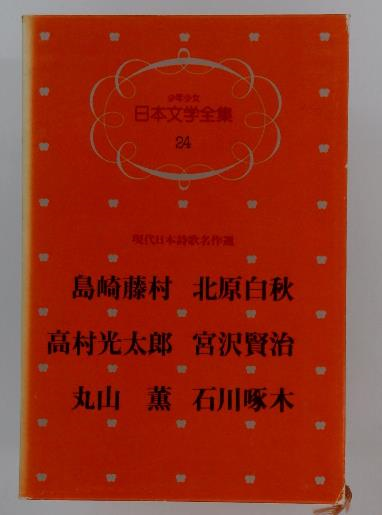 少年少女
日本文学全集
24
現代日本詩歌名作選
島崎藤村 北原白秋
高村光太郎 宮沢賢治
丸山 薫 石川啄木